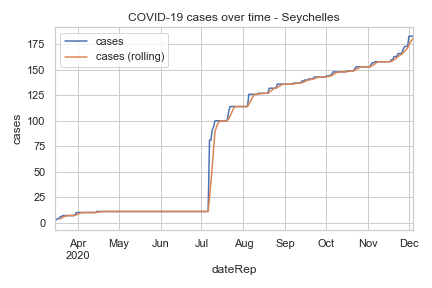 COVID-19 cases over time - Seychelles
cases
cases (rolling)
cases
175
150
125
100
75
50
25
0
Apr May Jun Jul Aug Sep Oct Nov Dec
2020
dateRep